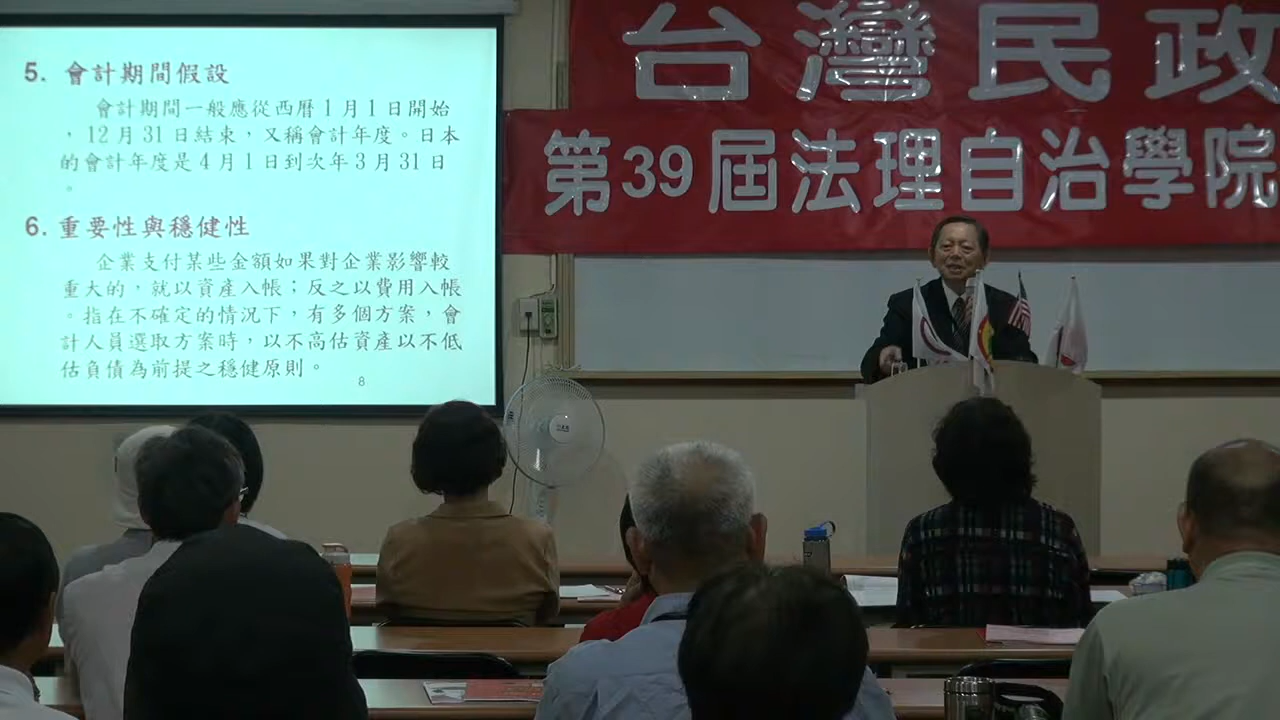 5. 會計期間假設
會計期間一般應從西曆1月1日開始
，12月31日結束，又稱會計年度。日本
的會計年度是4月1日到次年3月31日
。
6. 重要性與穩健性
企業支付某些金額如果對企業影響較
重大的，就以資產入帳；反之以費用入帳
。指在不確定的情況下，有多個方案，會
計人員選取方案時，以不高估資產以不低
估負債為前提之穩健原則。
8
台灣民政
第39屆法理自治學院